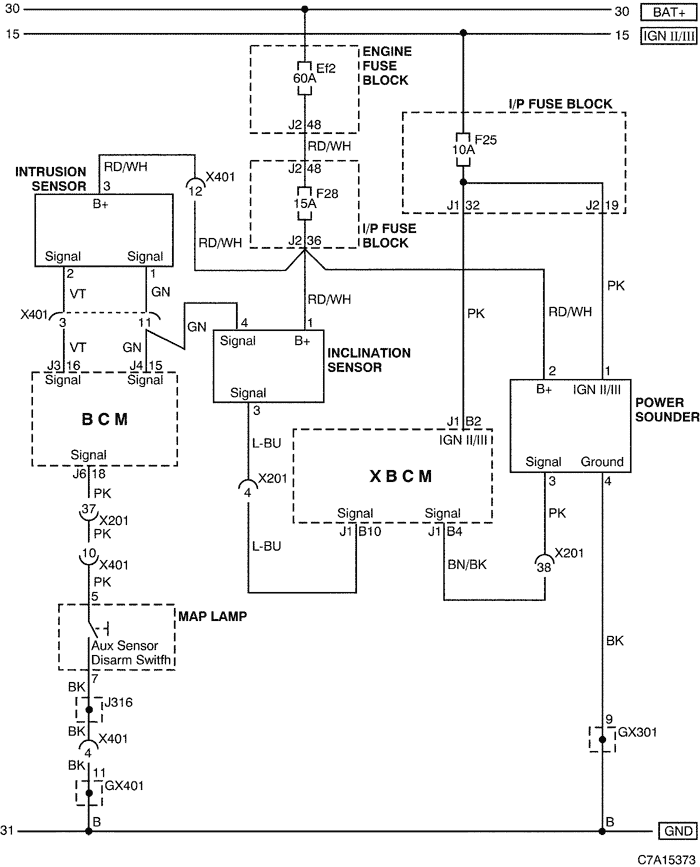 30
30 BAT+
15
15 IGN II/III
ENGINE
FUSE
BLOCK
Ef2
60A
J2 48
RD/WH
I/P FUSE BLOCK
F25
10A
J1 32
J2 19
J2 48
F28
15A
J2 36
I/P FUSE
BLOCK
INTRUSION
SENSOR
3
RD/WH
X401
12
B+
RD/WH
Signal
Signal
2
1
VT
GN
X401
3
11
VT
GN
GN
J3 16
J4 15
Signal
Signal
BCM
Signal
J6 18
PK
37
X201
PK
10
X401
PK
5
MAP LAMP
Aux Sensor
Disarm Switfh
7
BK
J316
BK
X401
4
BK
11
GX401
B
RD/WH
4
1
Signal
B+
INCLINATION
SENSOR
Signal
3
L-BU
X201
4
L-BU
PK
J1 B2
IGN II/III
XBCM
Signal
Signal
J1 B10
J1 B4
BN/BK
PK
RD/WH
2
1
B+
IGN II/III
POWER
SOUNDER
Signal
Ground
3
4
PK
X201
38
BK
9
GX301
B
31
GND
C7A15373